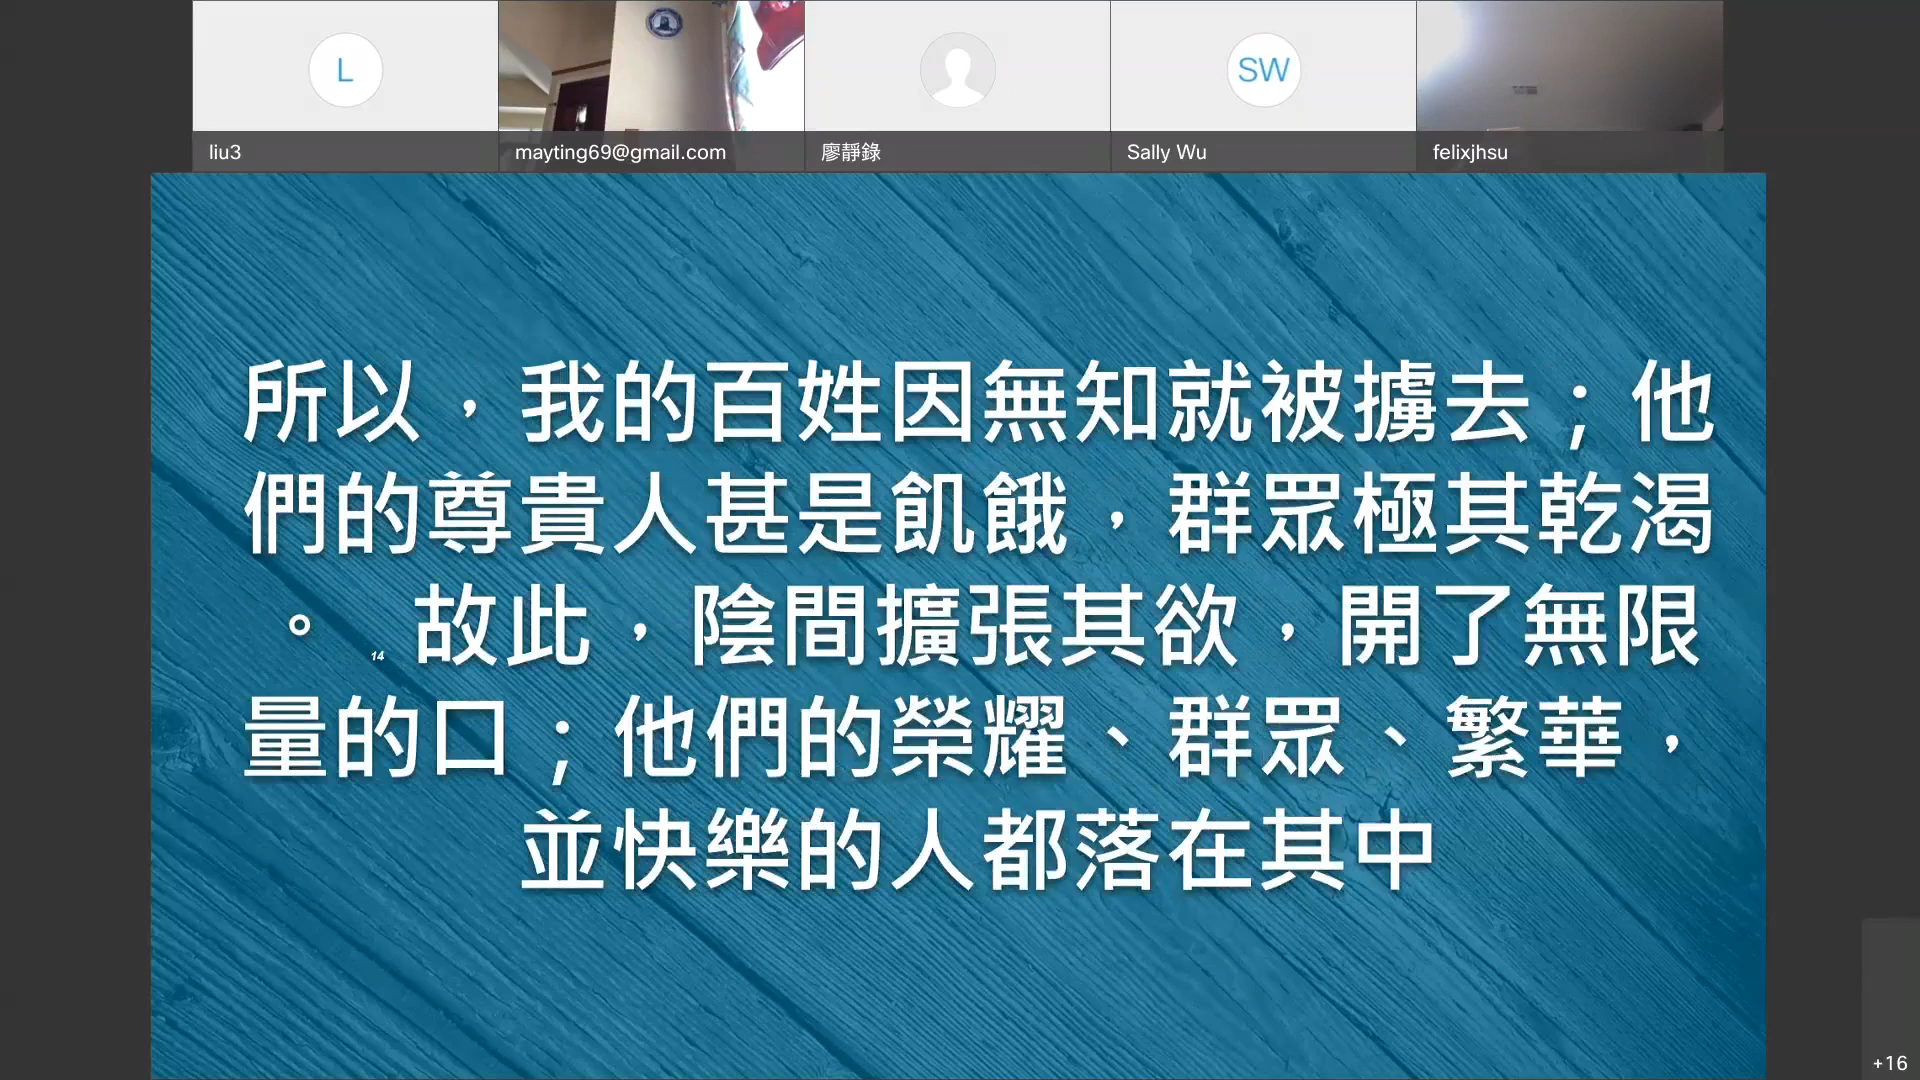 L
SW
liu3
mayting69@gmail.com
廖靜錄
Sally Wu
felixjhsu
所以，我的百姓因無知就被擄去；他
們的尊貴人甚是飢餓，群眾極其乾渴
。 14 故此，陰間擴張其欲，開了無限
量的口；他們的榮耀、群眾、繁華，
並快樂的人都落在其中
+16